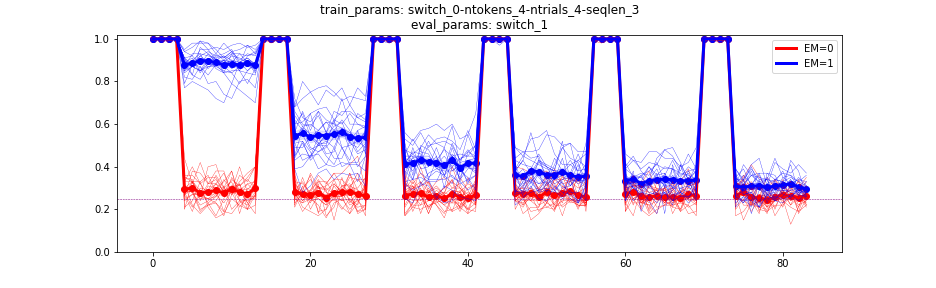 train_params: switch_0-ntokens_4-ntrials_4-seqlen_3
eval_params: switch_1
1.0
0.8
0.6
0.4
0.2
0.0
EM=0
EM=1
0 20 40 60 80